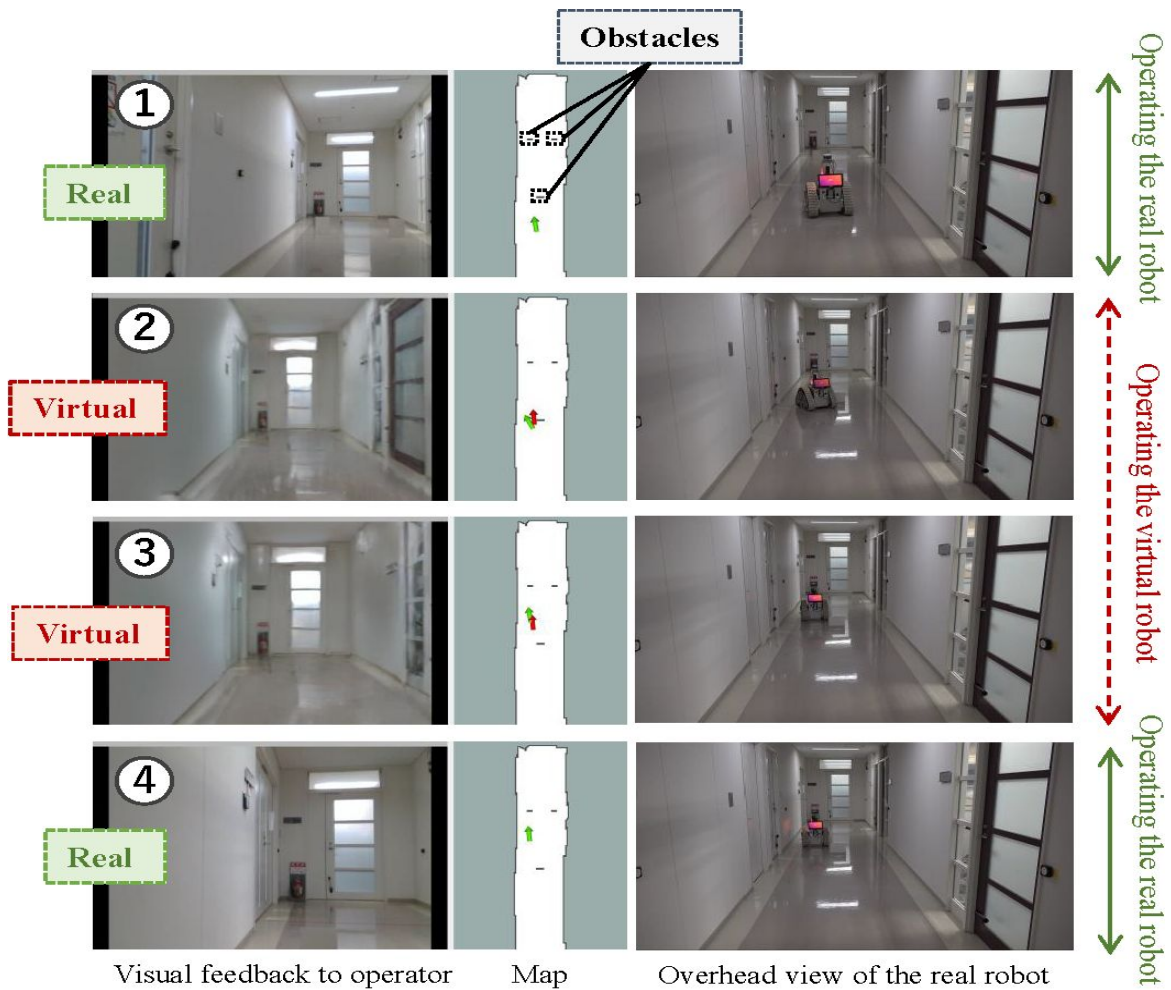 Obstacles
1
Real
Operating the real robot
2
Virtual
Operating the virtual robot
3
Virtual
4
Real
Operating the real robot
Visual feedback to operator
Map
Overhead view of the real robot